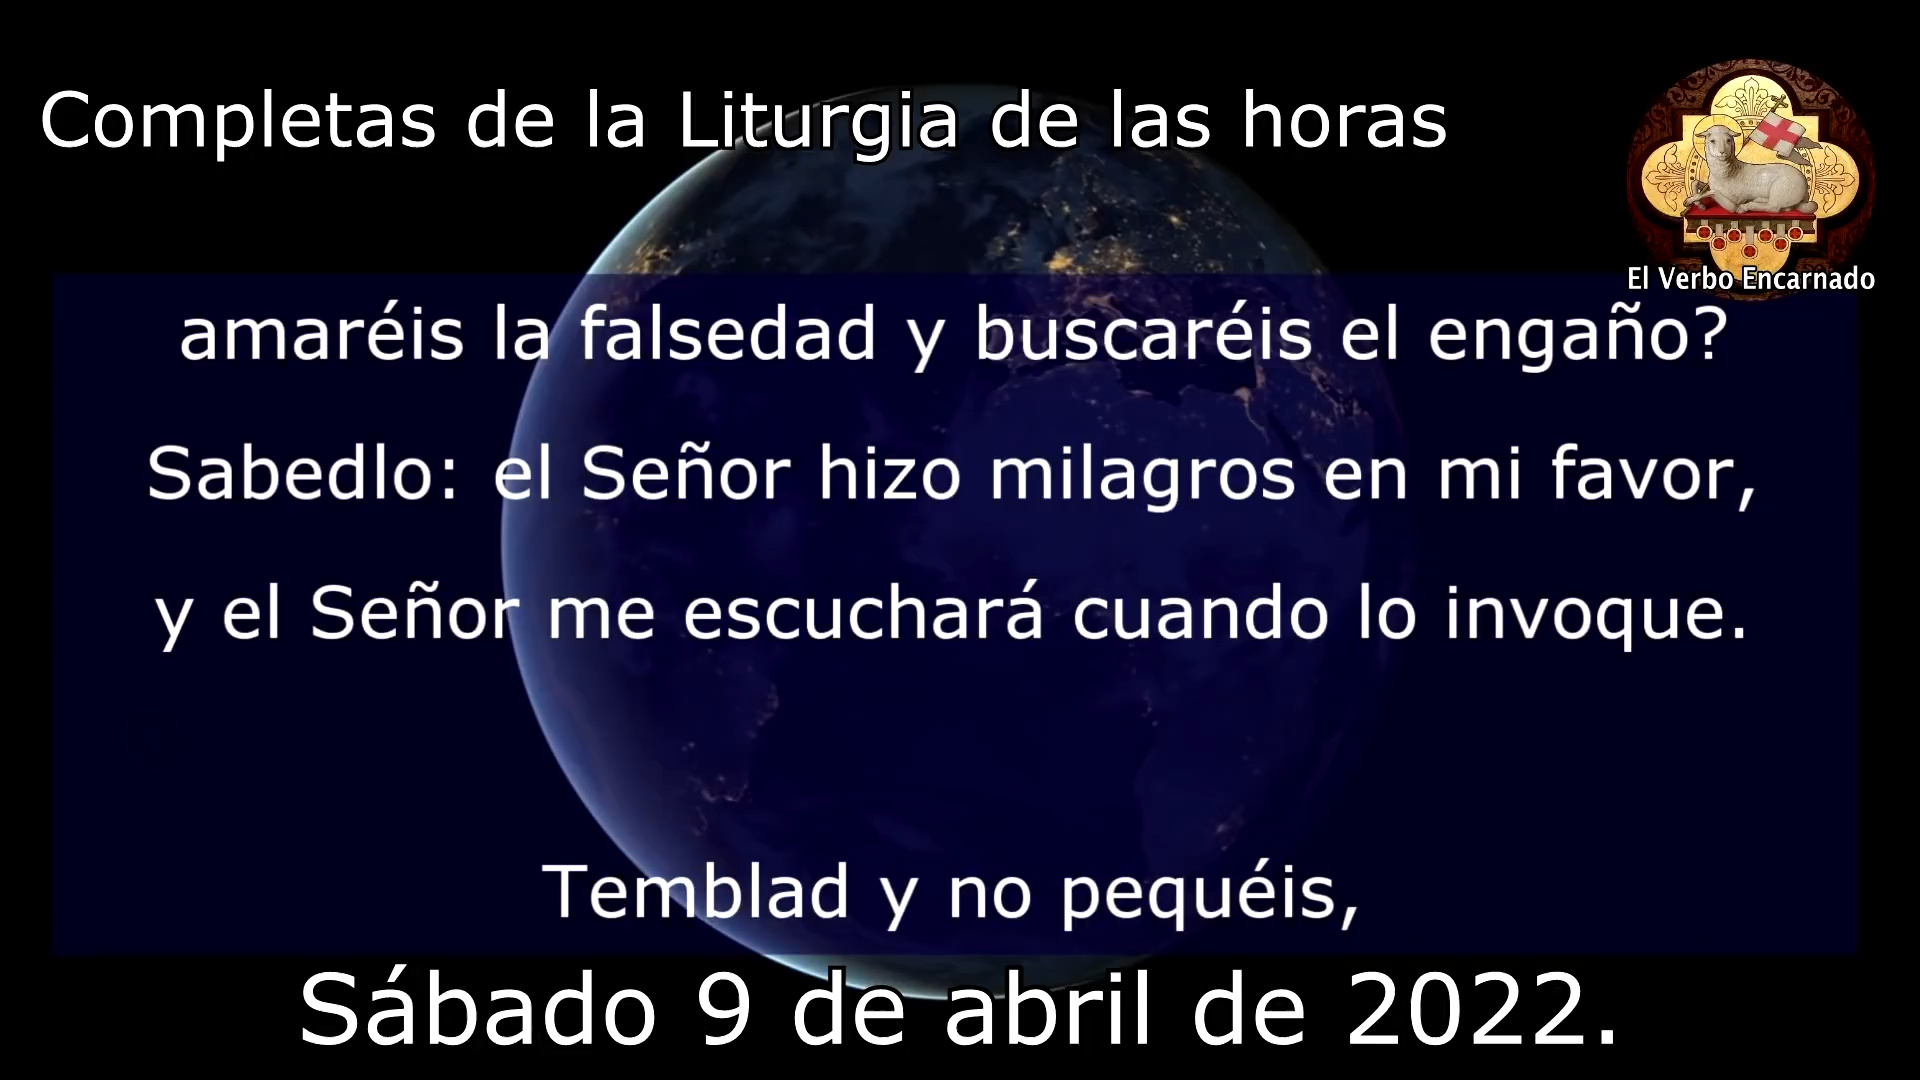 Completas de la Liturgia de las horas
El Verbo Encarnado
amaréis la falsedad y buscaréis el engaño?
Sabedlo: el Señor hizo milagros en mi favor,
y el Señor me escuchará cuando lo invoque.
Temblad y no pequéis,
Sábado 9 de abril de 2022.